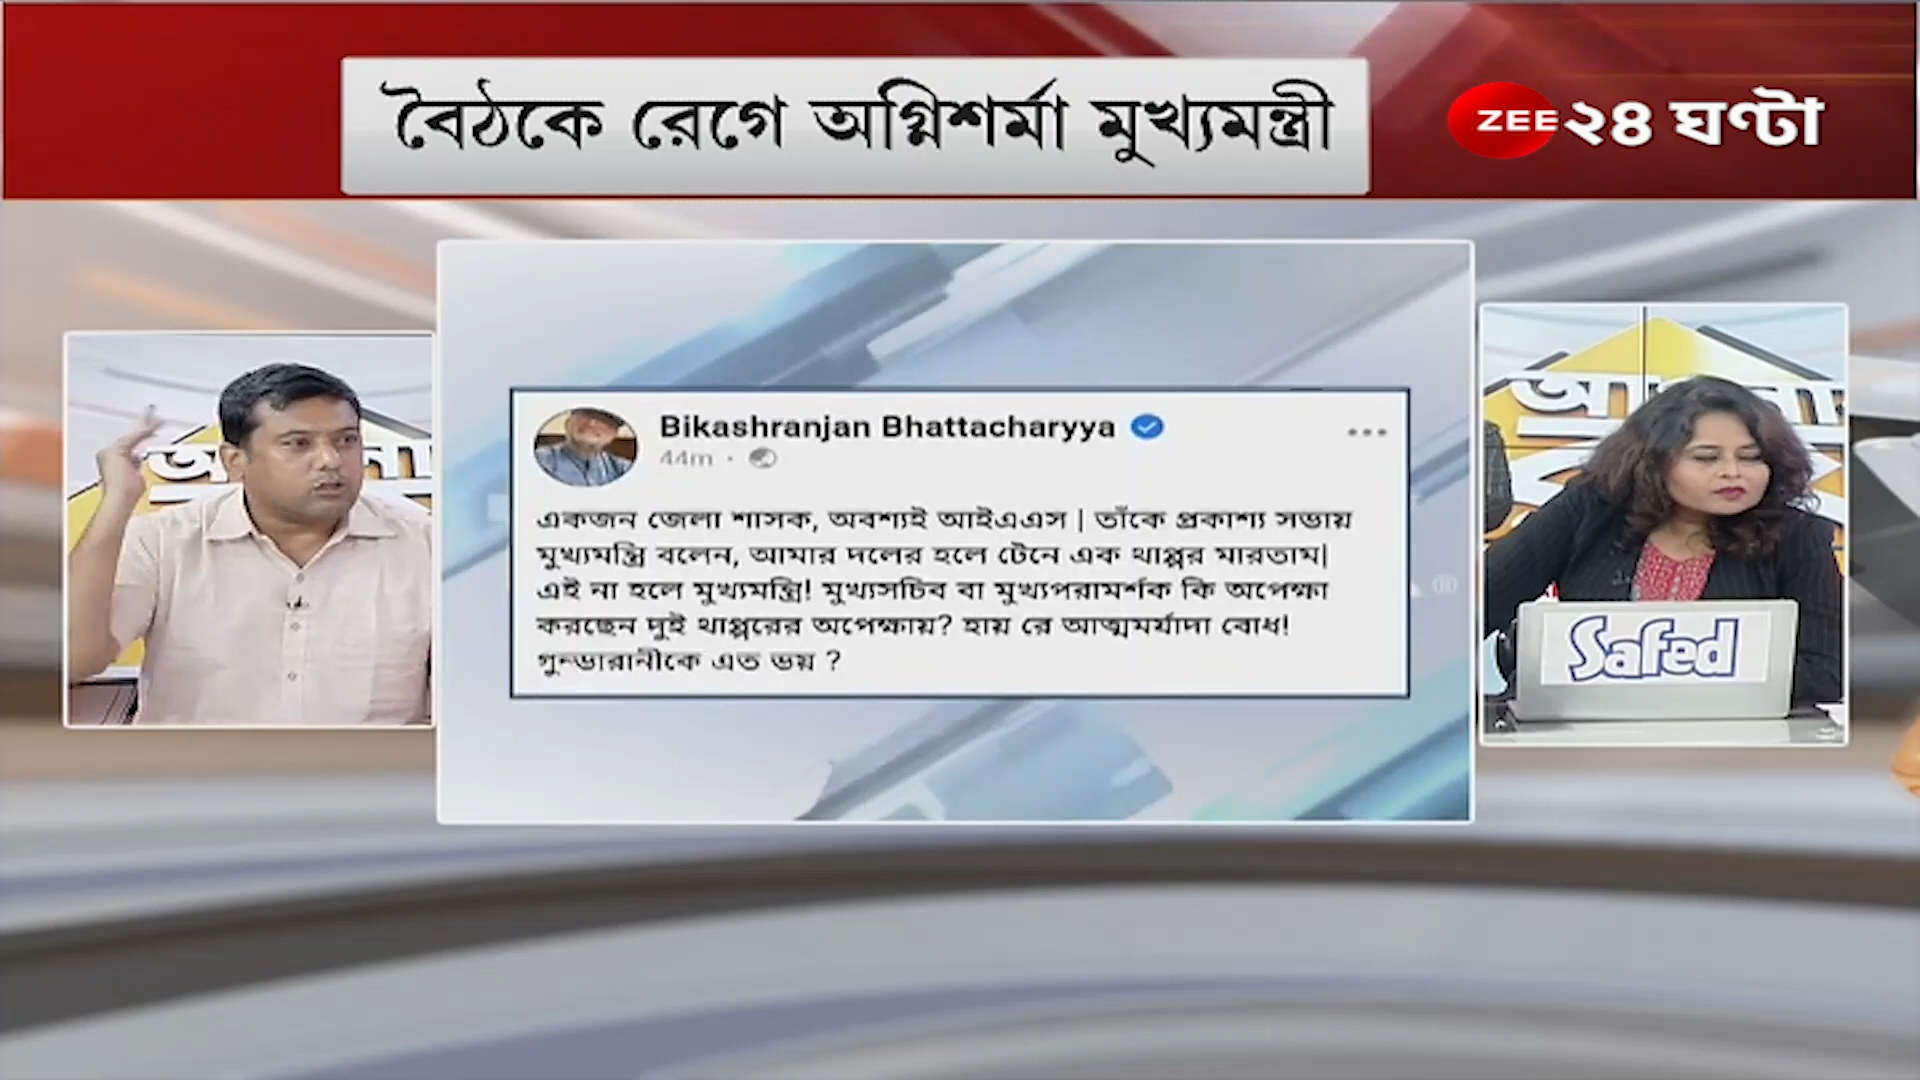 বৈঠকে রেগে অগ্নিশর্মা মুখ্যমন্ত্রী
ZEE ২৪ ঘণ্টা
Bikashranjan Bhattacharyya
44m
একজন জেলা শাসক, অবশ্যই আইএএস | তাঁকে প্রকাশ্য সভায়
মুখ্যমন্ত্রি বলেন, আমার দলের হলে টেনে এক থাপ্পর মারতাম|
এই না হলে মুখ্যমন্ত্রি! মুখ্যসচিব বা মুখ্যপরামর্শক কি অপেক্ষা
করছেন দুই থাপ্পরের অপেক্ষায়? হায় রে আত্মমর্যাদা বোধ!
গুন্ডারানীকে এত ভয় ?
Safed